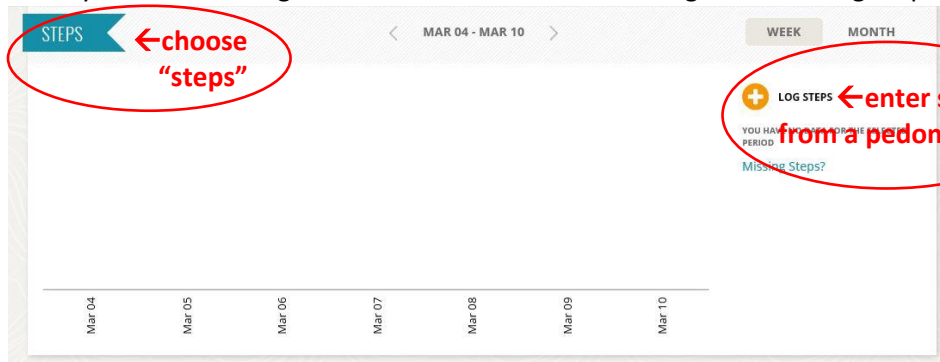 STEPS
←choose
"steps"
MAR 04 - MAR 10
WEEK MONTH
LOG STEPS ←enter
YOU HAVE NO DATA FOR THE SELECTED
PERIOD
from a
Missing Steps?
Mar 04
Mar 05
Mar 06
Mar 07
Mar 08
Mar 09
Mar 10